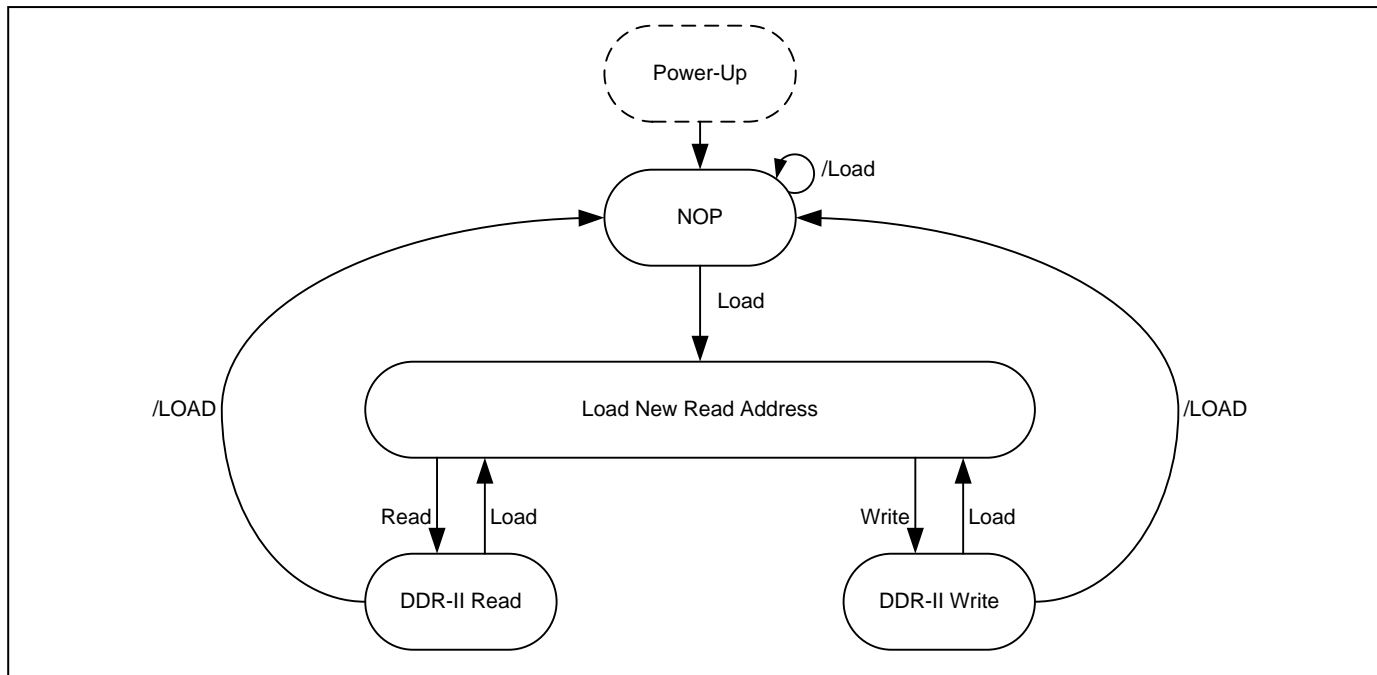 Power-Up
/Load
NOP
Load
Load New Read Address
/LOAD
/LOAD
Read
Load
Write
Load
DDR-II Read
DDR-II Write